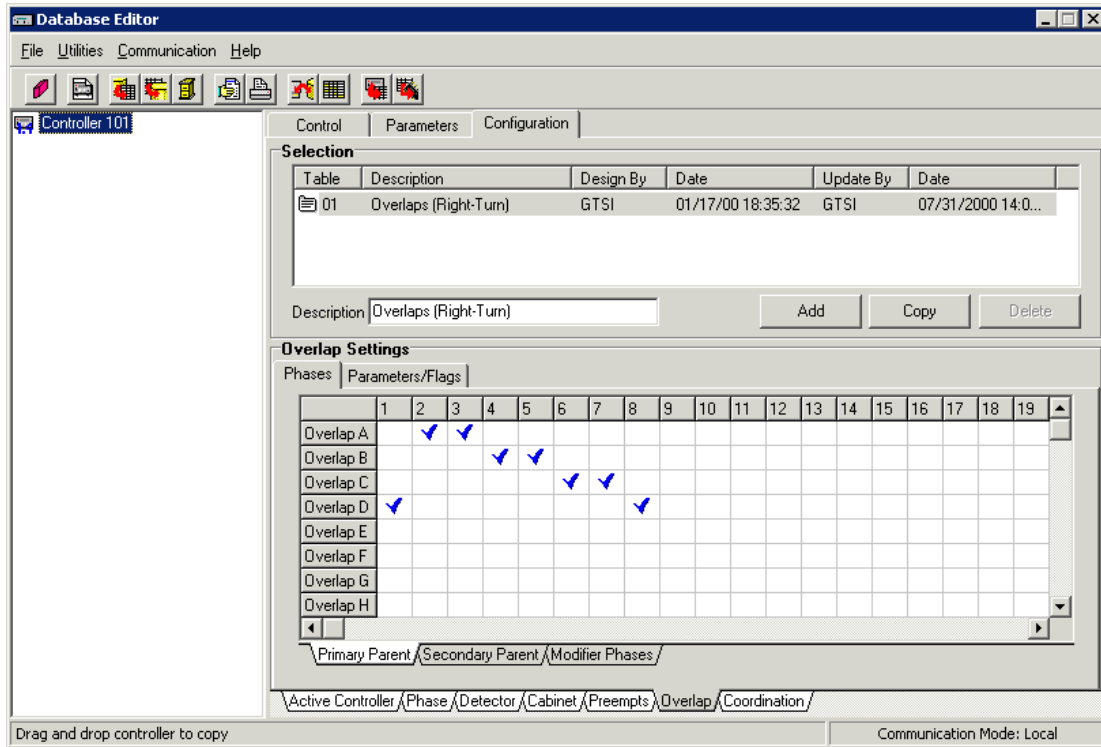 Database Editor
File Utilities Communication Help
Controller 101
Control Parameters Configuration
Selection
Table Description Design By Date Update By Date
01 Overlaps (Right-Turn) GTSI 01/17/00 18:35:32 GTSI 07/31/2000 14:0...
Description Overlaps (Right-Turn) Add Copy Delete
Overlap Settings
Phases Parameters/Flags
1 2 3 4 5 6 7 8 9 10 11 12 13 14 15 16 17 18 19
Overlap A
Overlap B
Overlap C
Overlap D
Overlap E
Overlap F
Overlap G
Overlap H
Primary Parent Secondary Parent Modifier Phases
Active Controller Phase Detector Cabinet Preempts Overlap Coordination
Drag and drop controller to copy Communication Mode: Local